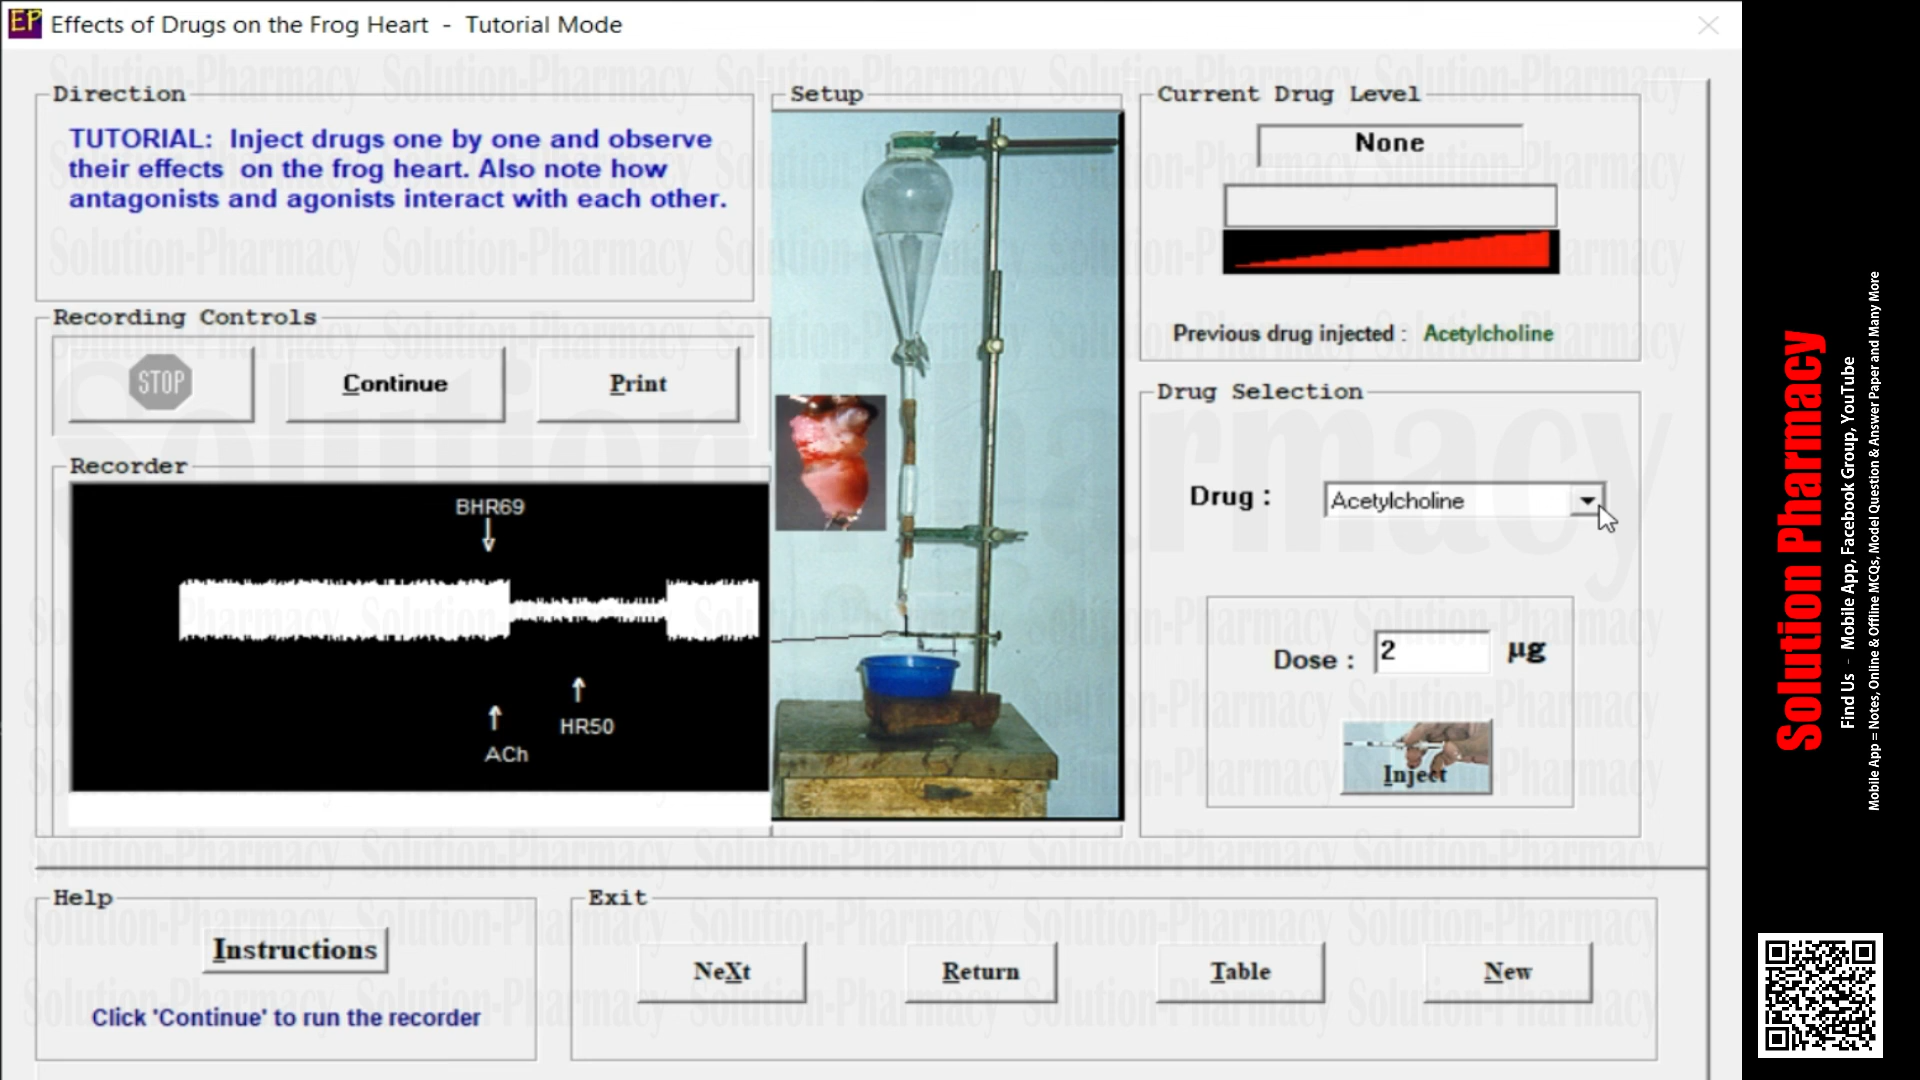 EP Effects of Drugs on the Frog Heart - Tutorial Mode
Direction
TUTORIAL: Inject drugs one by one and observe
their effects on the frog heart. Also note how
antagonists and agonists interact with each other.
Recording Controls
STOP
Continue
Print
Recorder
BHR69
HR50
ACh
Setup
Current Drug Level
None
Previous drug injected : Acetylcholine
Drug Selection
Drug : Acetylcholine
Dose : 2 µg
Inject
Help
Instructions
Click 'Continue' to run the recorder
Exit
NeXt
Return
Table
New
Solution Pharmacy
Find Us - Mobile App, Facebook Group, YouTube
Mobile App = Notes, Online & Offline MCQs, Model Question & Answer Paper and Many More
Solution-Pharmacy